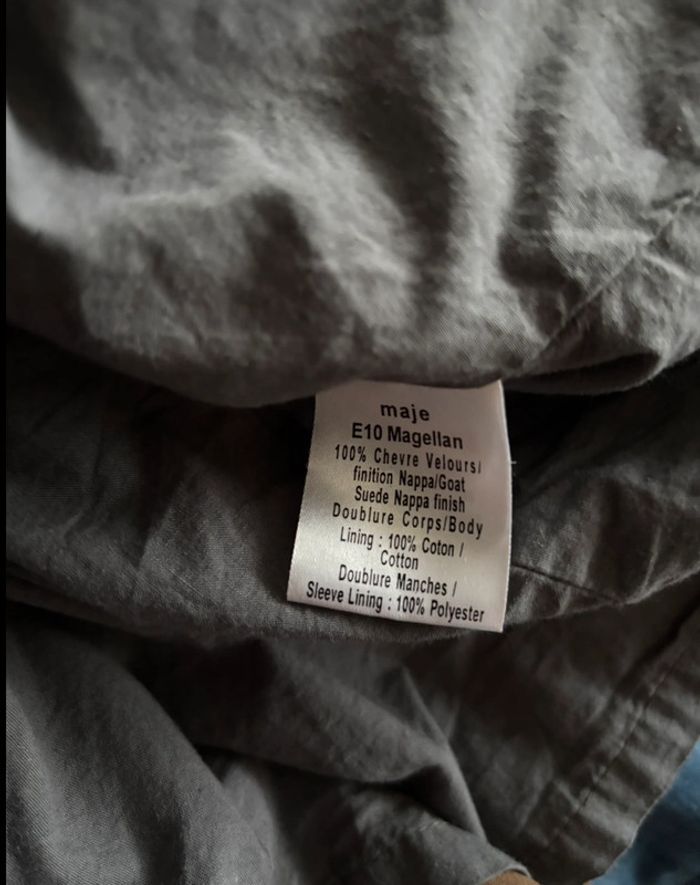 maje
E10 Magellan
100% Chevre Velours/
finition Nappa/Goat
Suede Nappa finish
Doublure Corps/Body
Lining : 100% Coton /
Cotton
Doublure Manches /
Sleeve Lining : 100% Polyester